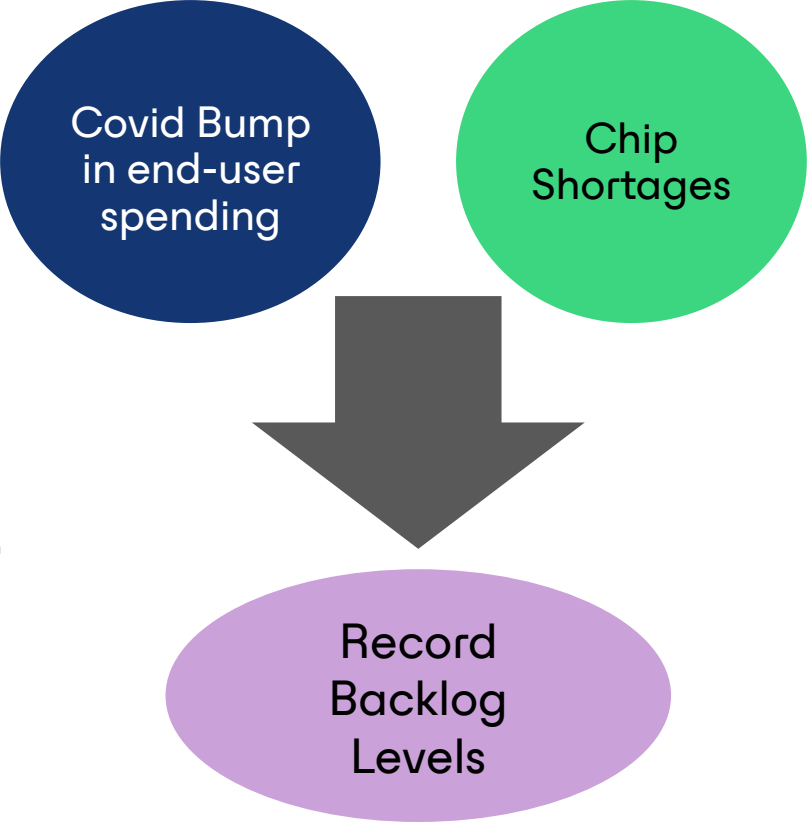 Covid Bump
in end-user
spending
Chip
Shortages
Record
Backlog
Levels